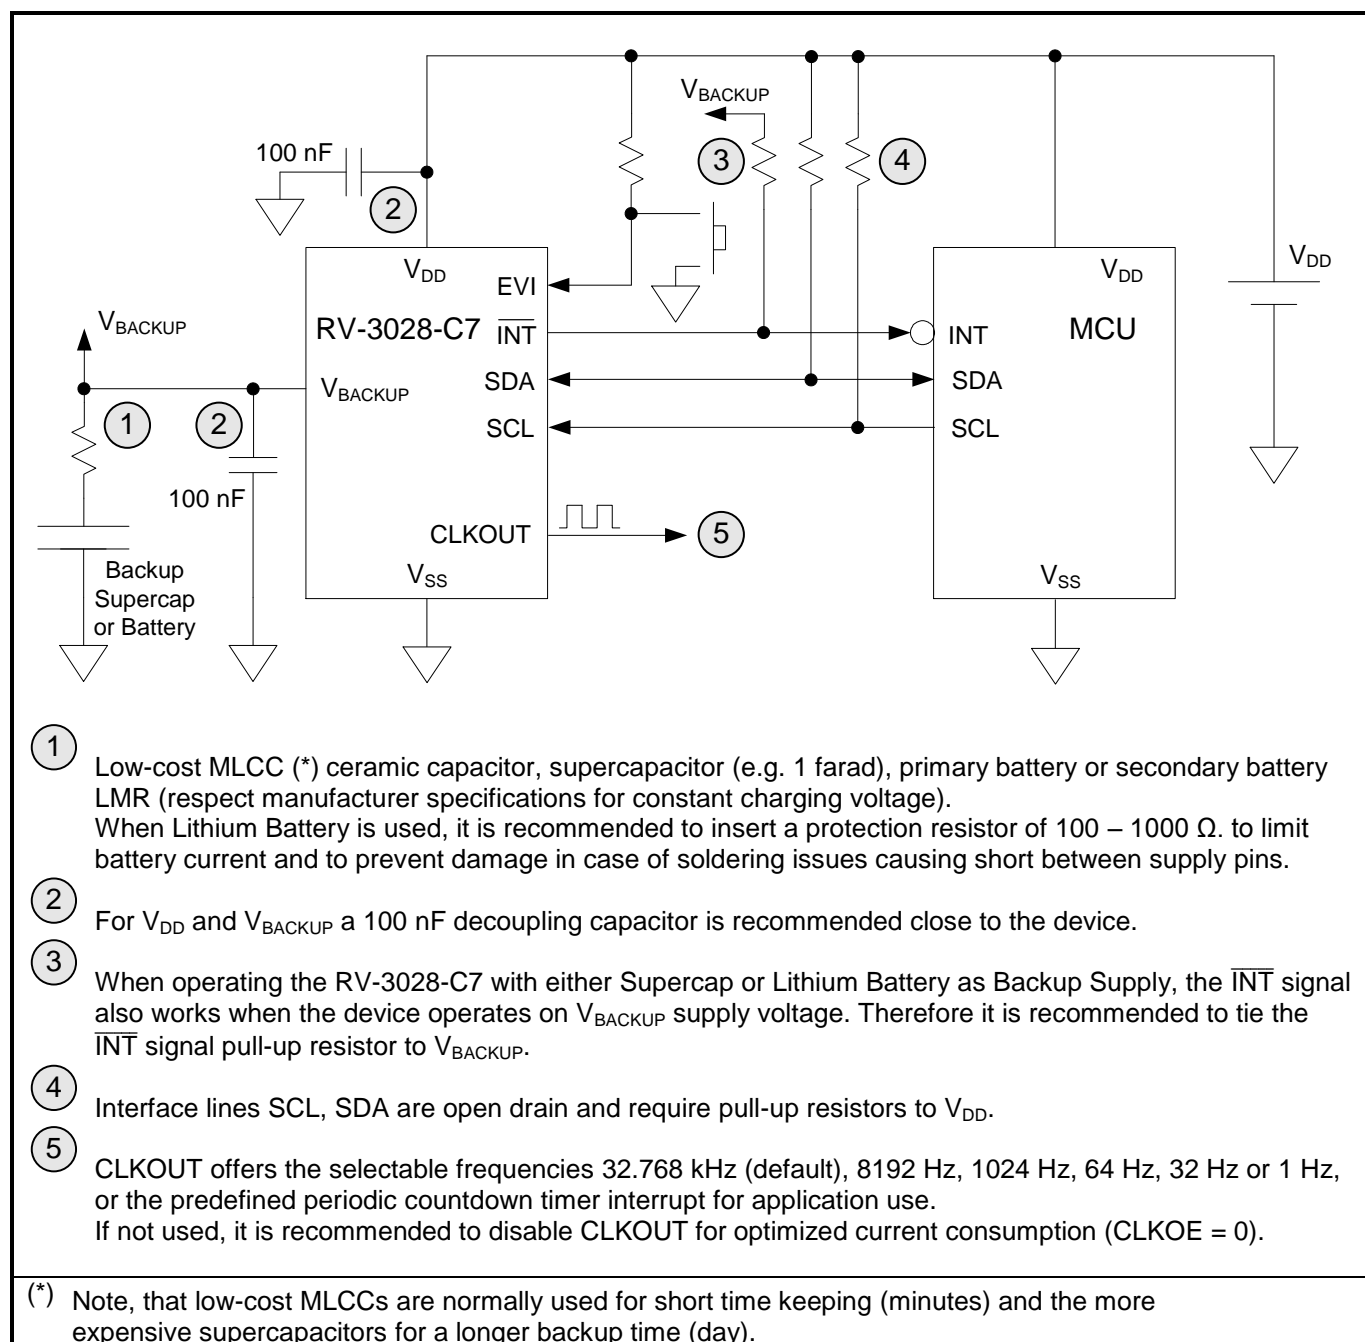 V_BACKUP
100 nF
3
4
2
V_DD
V_DD
V_DD
EVI
V_BACKUP
RV-3028-C7
I̅N̅T̅
INT
MCU
SDA
SDA
V_BACKUP
1
2
SCL
SCL
100 nF
CLKOUT
5
Backup
Supercap
or Battery
V_SS
V_SS
1
Low-cost MLCC (*) ceramic capacitor, supercapacitor (e.g. 1 farad), primary battery or secondary battery
LMR (respect manufacturer specifications for constant charging voltage).
When Lithium Battery is used, it is recommended to insert a protection resistor of 100 – 1000 Ω. to limit
battery current and to prevent damage in case of soldering issues causing short between supply pins.
2
For V_DD and V_BACKUP a 100 nF decoupling capacitor is recommended close to the device.
3
When operating the RV-3028-C7 with either Supercap or Lithium Battery as Backup Supply, the I̅N̅T̅ signal
also works when the device operates on V_BACKUP supply voltage. Therefore it is recommended to tie the
I̅N̅T̅ signal pull-up resistor to V_BACKUP.
4
Interface lines SCL, SDA are open drain and require pull-up resistors to V_DD.
5
CLKOUT offers the selectable frequencies 32.768 kHz (default), 8192 Hz, 1024 Hz, 64 Hz, 32 Hz or 1 Hz,
or the predefined periodic countdown timer interrupt for application use.
If not used, it is recommended to disable CLKOUT for optimized current consumption (CLKOE = 0).
(*) Note, that low-cost MLCCs are normally used for short time keeping (minutes) and the more
expensive supercapacitors for a longer backup time (day).